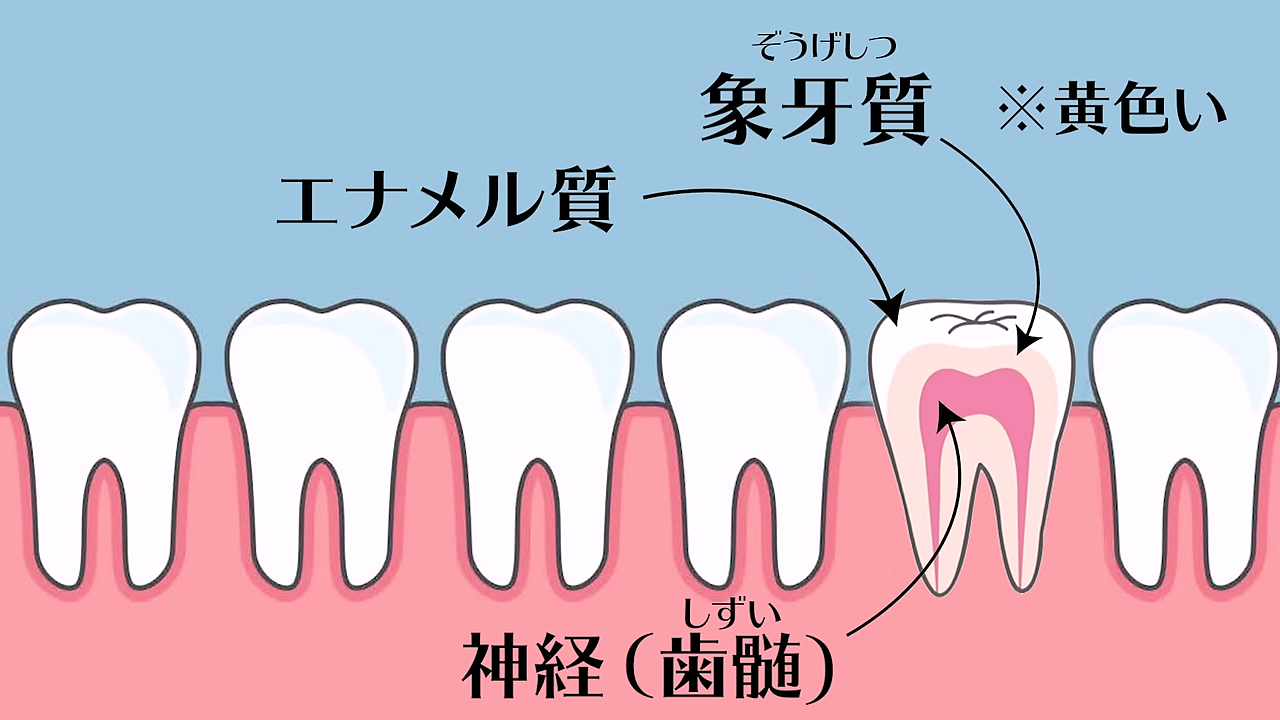 ぞうげしつ
象牙質 ※黄色い
エナメル質
しずい
神経（歯髄）